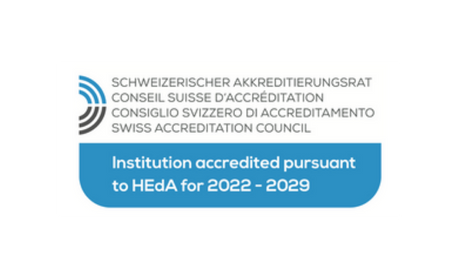 SCHWEIZERISCHER AKKREDITIERUNGSRAT
CONSEIL SUISSE D'ACCRÉDITATION
CONSIGLIO SVIZZERO DI ACCREDITAMENTO
SWISS ACCREDITATION COUNCIL
Institution accredited pursuant
to HEdA for 2022 - 2029